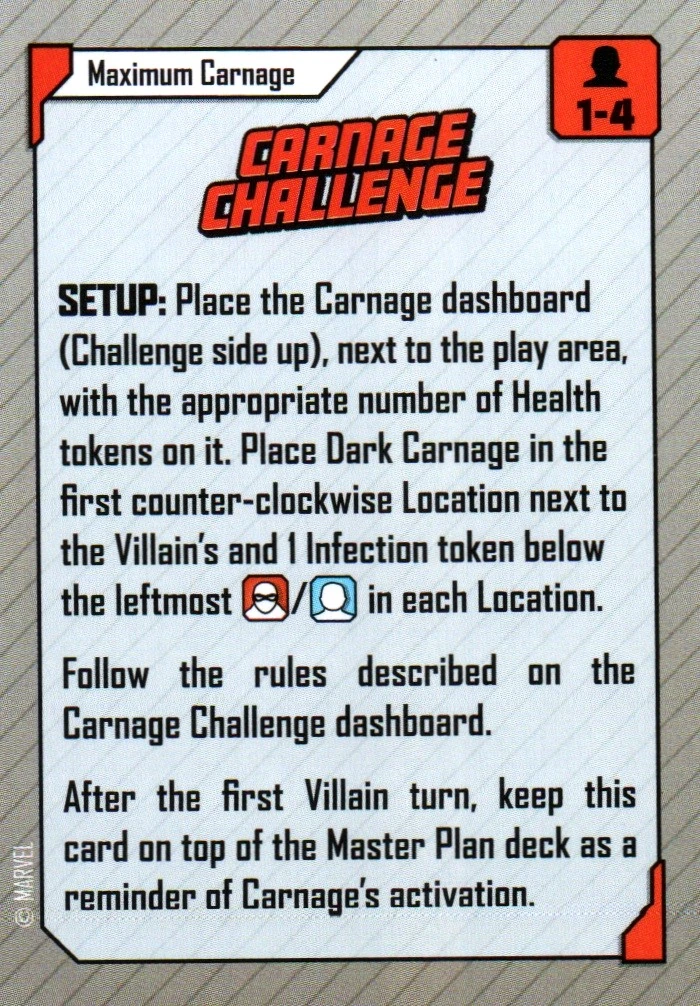 Maximum Carnage
1-4
CARNAGE
CHALLENGE
SETUP: Place the Carnage dashboard
(Challenge side up), next to the play area,
with the appropriate number of Health
tokens on it. Place Dark Carnage in the
first counter-clockwise Location next to
the Villain's and 1 Infection token below
the leftmost / in each Location.
Follow the rules described on the
Carnage Challenge dashboard.
After the first Villain turn, keep this
card on top of the Master Plan deck as a
reminder of Carnage's activation.
© MARVEL